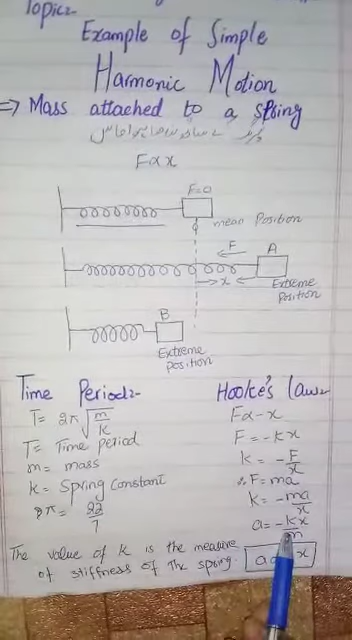 Topic:-
Example of Simple
Harmonic Motion
=> Mass attached to a spring
F∝x
F=0
O
mean Position
F
A
x
Extreme
Position
B
Extreme
Position
Time Period:-
T= 2π√m/k
T= Time period
m= mass
k= Spring Constant
π= 22/7
The value of k is the measure
of stiffness of the spring.
Hooke's law:-
F∝-x
F=-kx
k= -F/x
∴F=ma
k= -ma/x
a= -kx/m
x